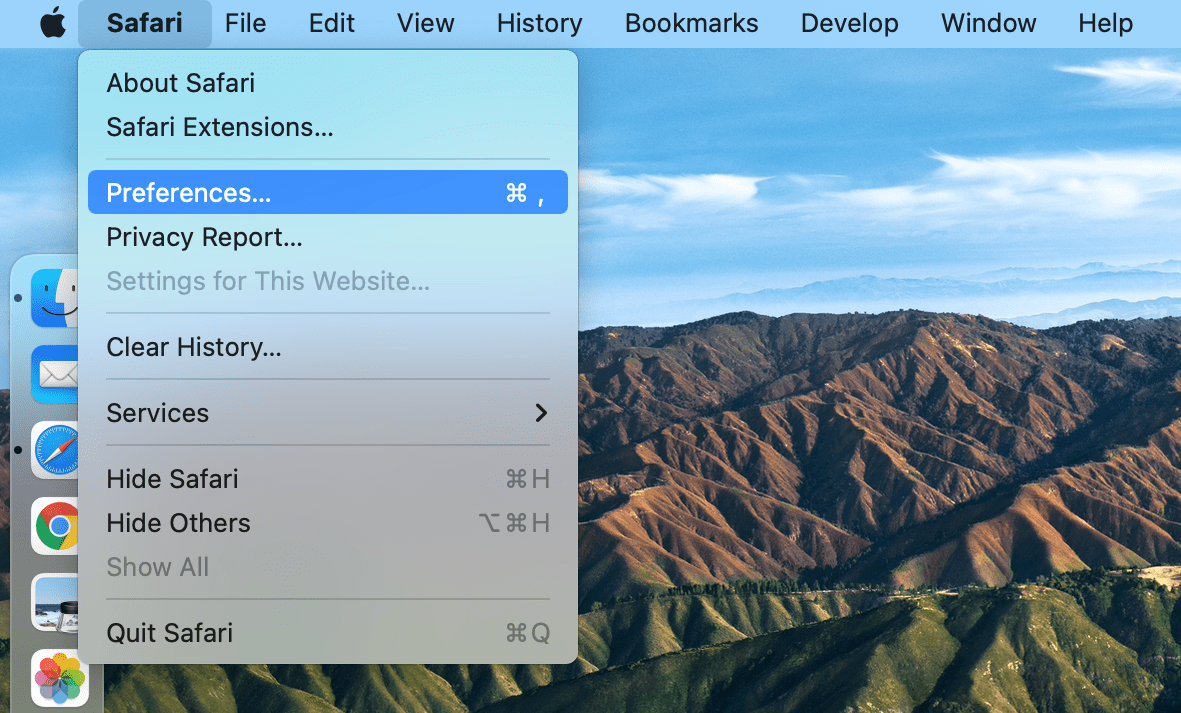 Safari File Edit View History Bookmarks Develop Window Help
About Safari
Safari Extensions...
Preferences... ⌘ ,
Privacy Report...
Settings for This Website...
Clear History...
Services
Hide Safari ⌘H
Hide Others ⌥⌘H
Show All
Quit Safari ⌘Q